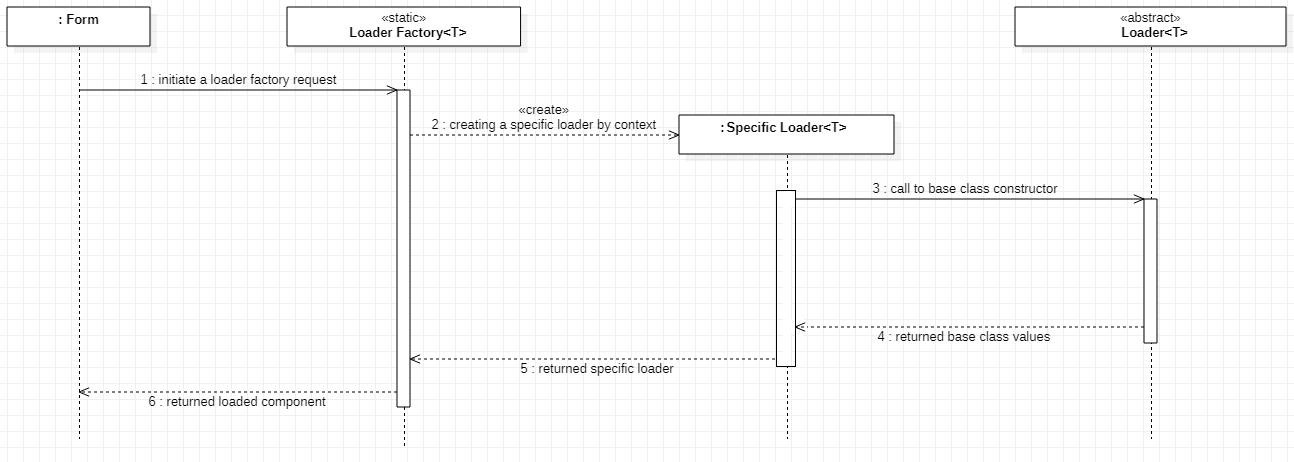 : Form
«static»
Loader Factory<T>
«abstract»
Loader<T>
1 : initiate a loader factory request
«create»
2 : creating a specific loader by context
: Specific Loader<T>
3 : call to base class constructor
4 : returned base class values
5 : returned specific loader
6 : returned loaded component